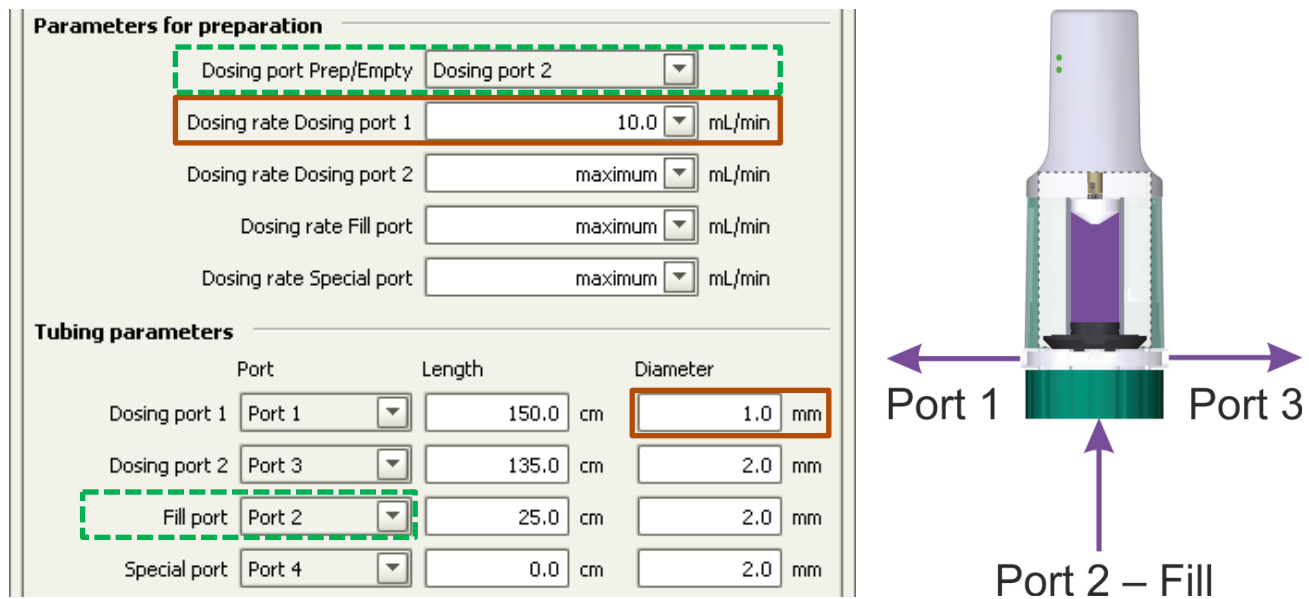 Parameters for preparation
Dosing port Prep/Empty Dosing port 2
Dosing rate Dosing port 1 10.0 mL/min
Dosing rate Dosing port 2 maximum mL/min
Dosing rate Fill port maximum mL/min
Dosing rate Special port maximum mL/min
Tubing parameters
Port Length Diameter
Dosing port 1 Port 1 150.0 cm 1.0 mm
Dosing port 2 Port 3 135.0 cm 2.0 mm
Fill port Port 2 25.0 cm 2.0 mm
Special port Port 4 0.0 cm 2.0 mm
L
Port 1 Port 3
Port 2 – Fill